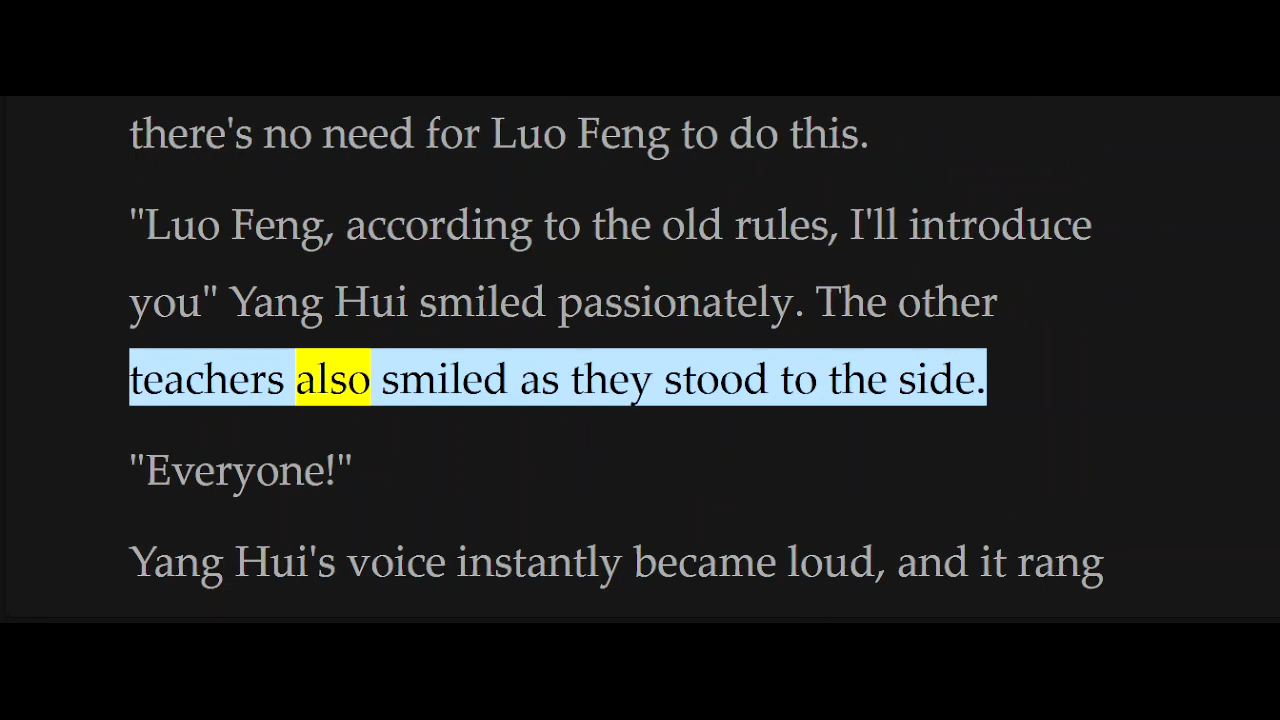 there's no need for Luo Feng to do this.
"Luo Feng, according to the old rules, I'll introduce
you" Yang Hui smiled passionately. The other
teachers also smiled as they stood to the side.
"Everyone!"
Yang Hui's voice instantly became loud, and it rang